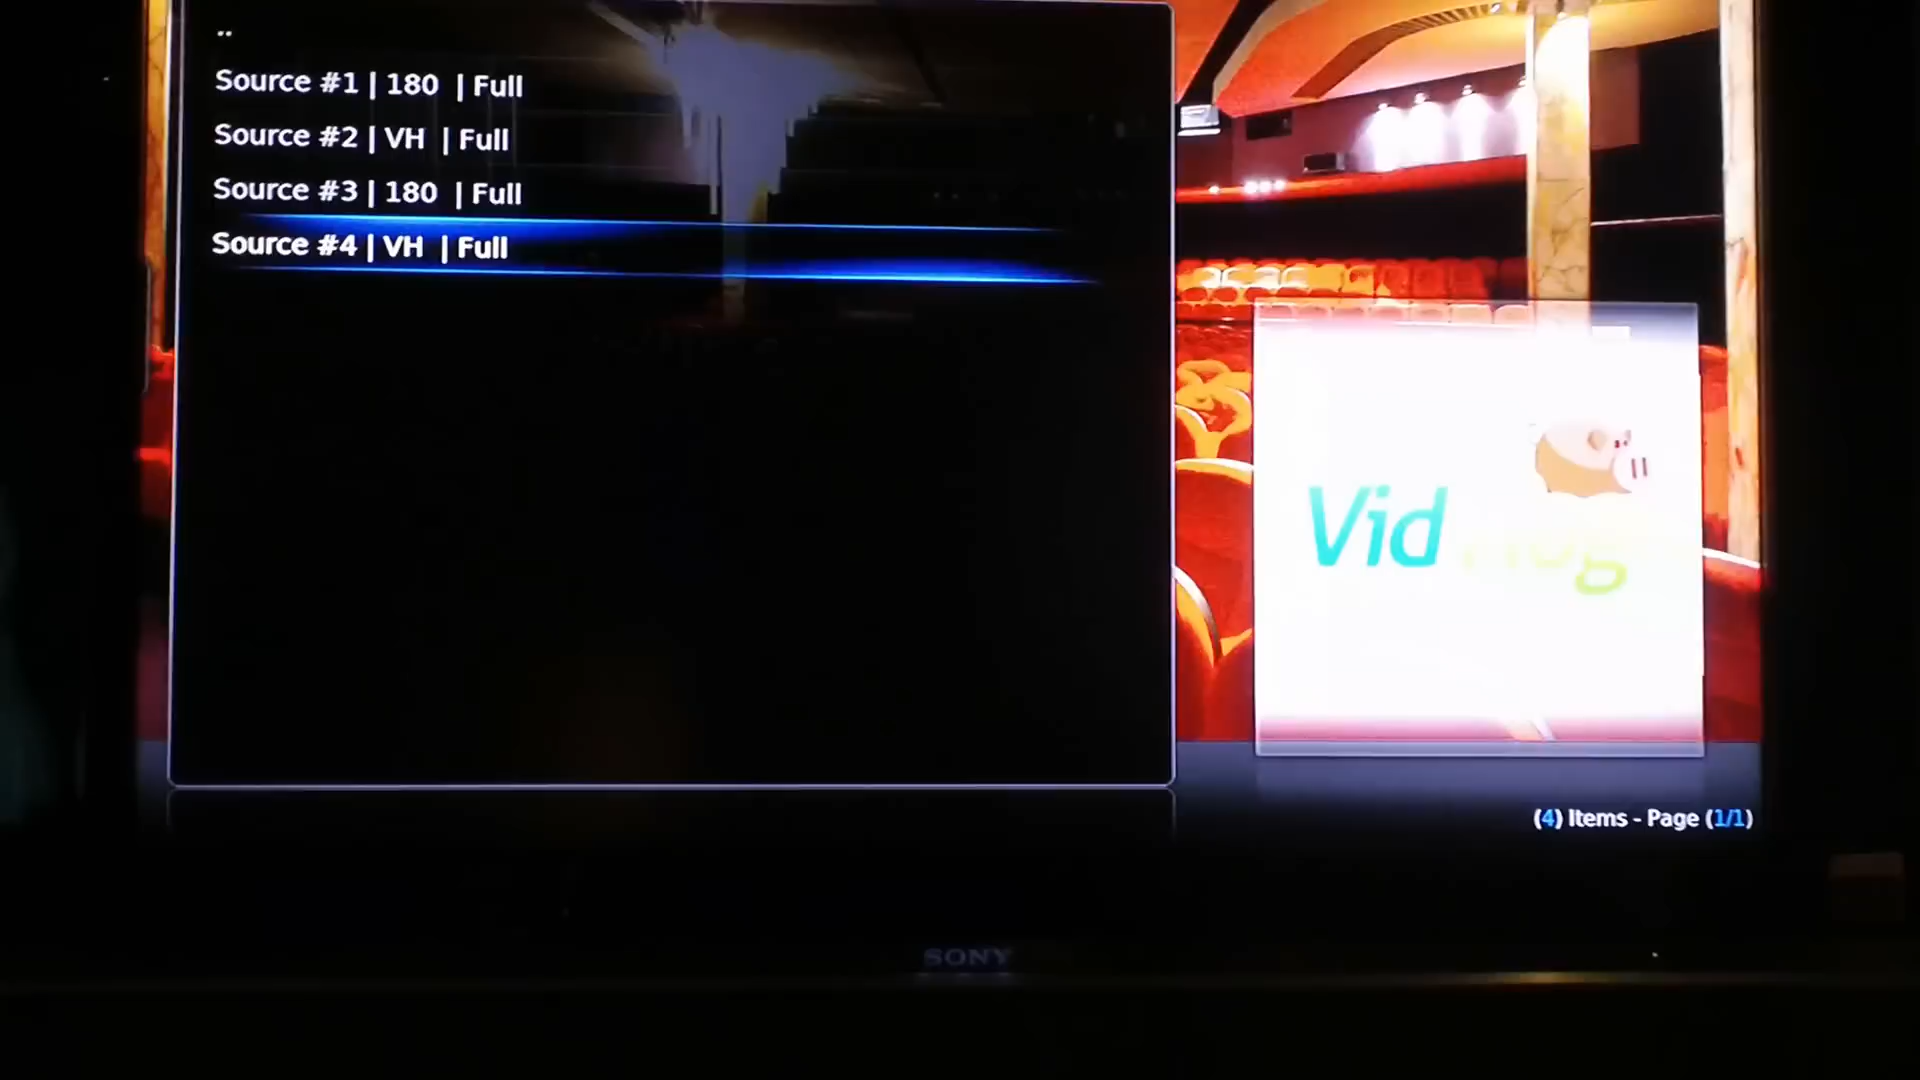 ..
Source #1 | 180 | Full
Source #2 | VH | Full
Source #3 | 180 | Full
Source #4 | VH | Full
Vid
(4) Items - Page (1/1)
SONY